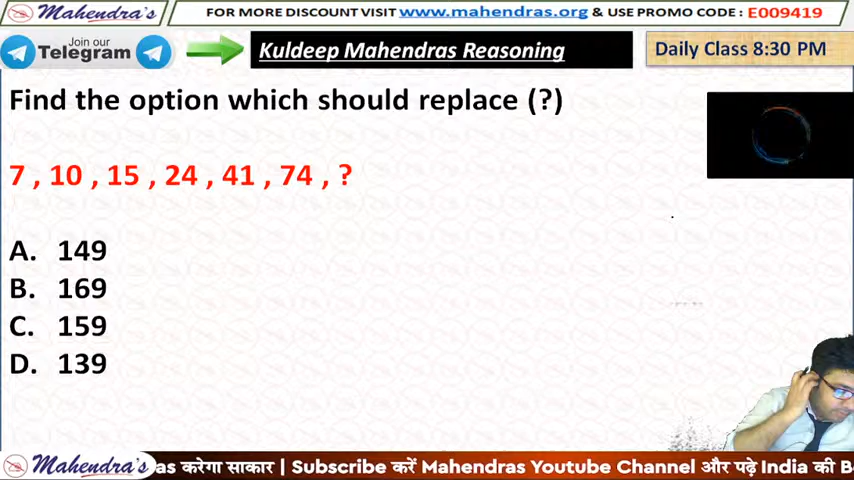 Mahendra's
FOR MORE DISCOUNT VISIT www.mahendras.org & USE PROMO CODE : E009419
Join our
Telegram
Kuldeep Mahendras Reasoning
Daily Class 8:30 PM
Find the option which should replace (?)
7 , 10 , 15 , 24 , 41 , 74 , ?
A. 149
B. 169
C. 159
D. 139
Mahendra's
as करेगा साकार | Subscribe करें Mahendras Youtube Channel और पढ़े India की B